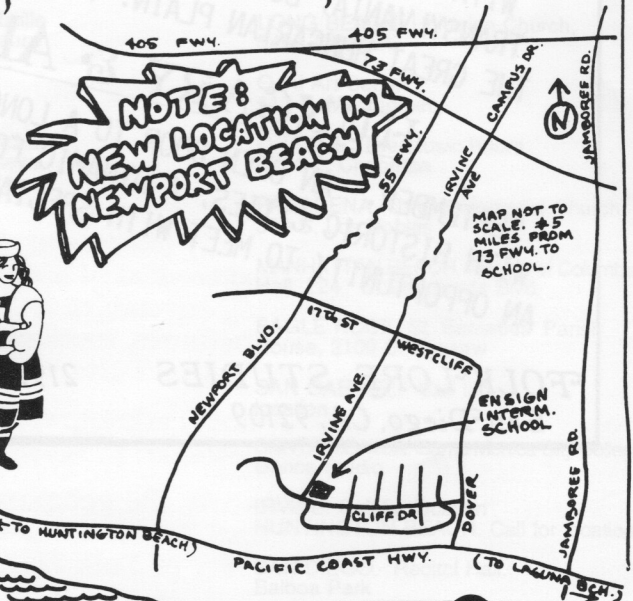 405 FWY.
405 FWY.
73 FWY.
CAMPUS DR.
JAMBOREE RD.
N
NOTE:
NEW LOCATION IN
NEWPORT BEACH
55 FWY.
IRVINE
AVE
MAP NOT TO
SCALE. #5
MILES FROM
73 FWY. TO
SCHOOL.
17TH ST
WESTCLIFF
NEWPORT BLVD.
IRVINE AVE.
ENSIGN
INTERM.
SCHOOL
CLIFF DR
DOVER
JAMBOREE RD.
TO HUNTINGTON BEACH)
PACIFIC COAST HWY.
(TO LAGUNA BCH.)